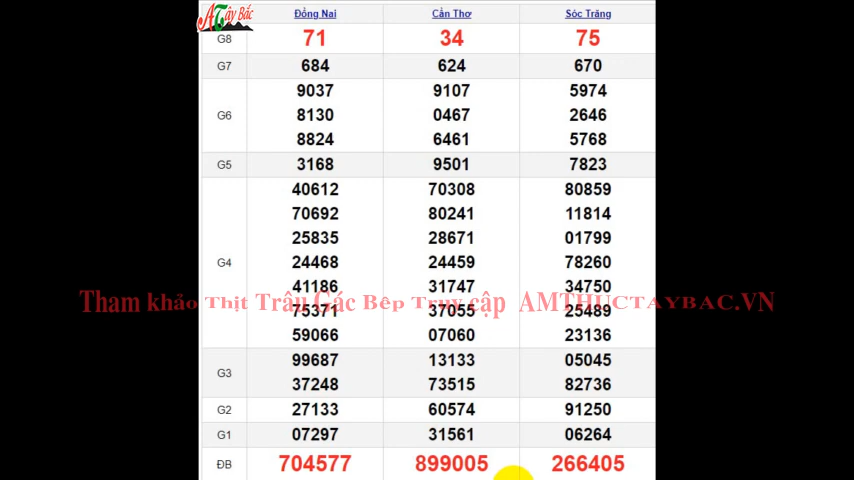 A Tây Bắc
Đồng Nai Cần Thơ Sóc Trăng
G8 71 34 75
G7 684 624 670
9037 9107 5974
G6 8130 0467 2646
8824 6461 5768
G5 3168 9501 7823
40612 70308 80859
70692 80241 11814
25835 28671 01799
G4 24468 24459 78260
41186 31747 34750
Tham khảo Thịt Trâu Gác Bếp Truy cập AMTHUCTAYBAC.VN
75371 37055 25489
59066 07060 23136
G3 99687 13133 05045
37248 73515 82736
G2 27133 60574 91250
G1 07297 31561 06264
ĐB 704577 899005 266405